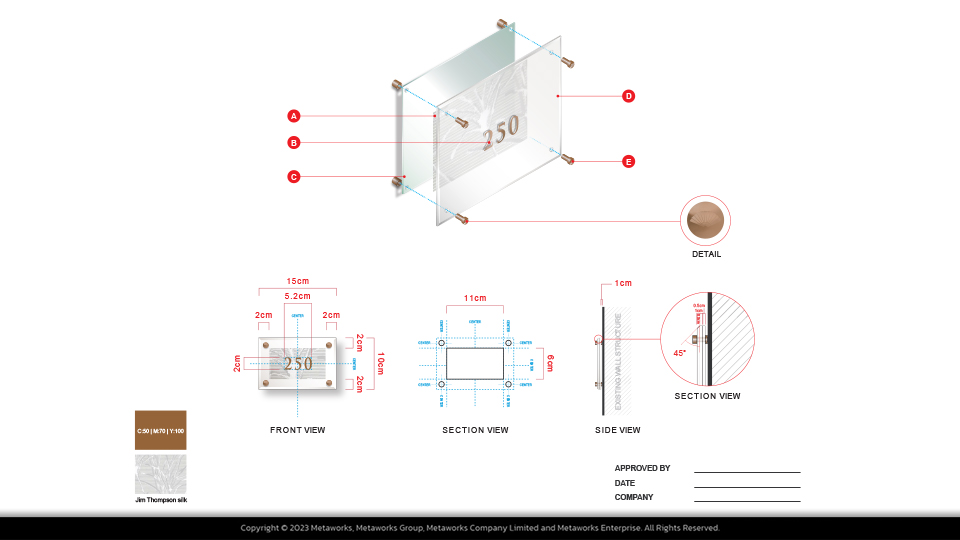 250
A
B
C
D
E
DETAIL
15cm
5.2cm
2cm
2cm
CENTER
2cm
2cm
10cm
2cm
250
FRONT VIEW
11cm
CENTER
CENTER
CENTER
CENTER
CENTER
6cm
SECTION VIEW
1cm
EXISTING WALL STRUCTURE
SIDE VIEW
45°
SECTION VIEW
C:50 | M:70 | Y:100
Jim Thompson silk
APPROVED BY
DATE
COMPANY
Copyright © 2023 Metaworks, Metaworks Group, Metaworks Company Limited and Metaworks Enterprise. All Rights Reserved.